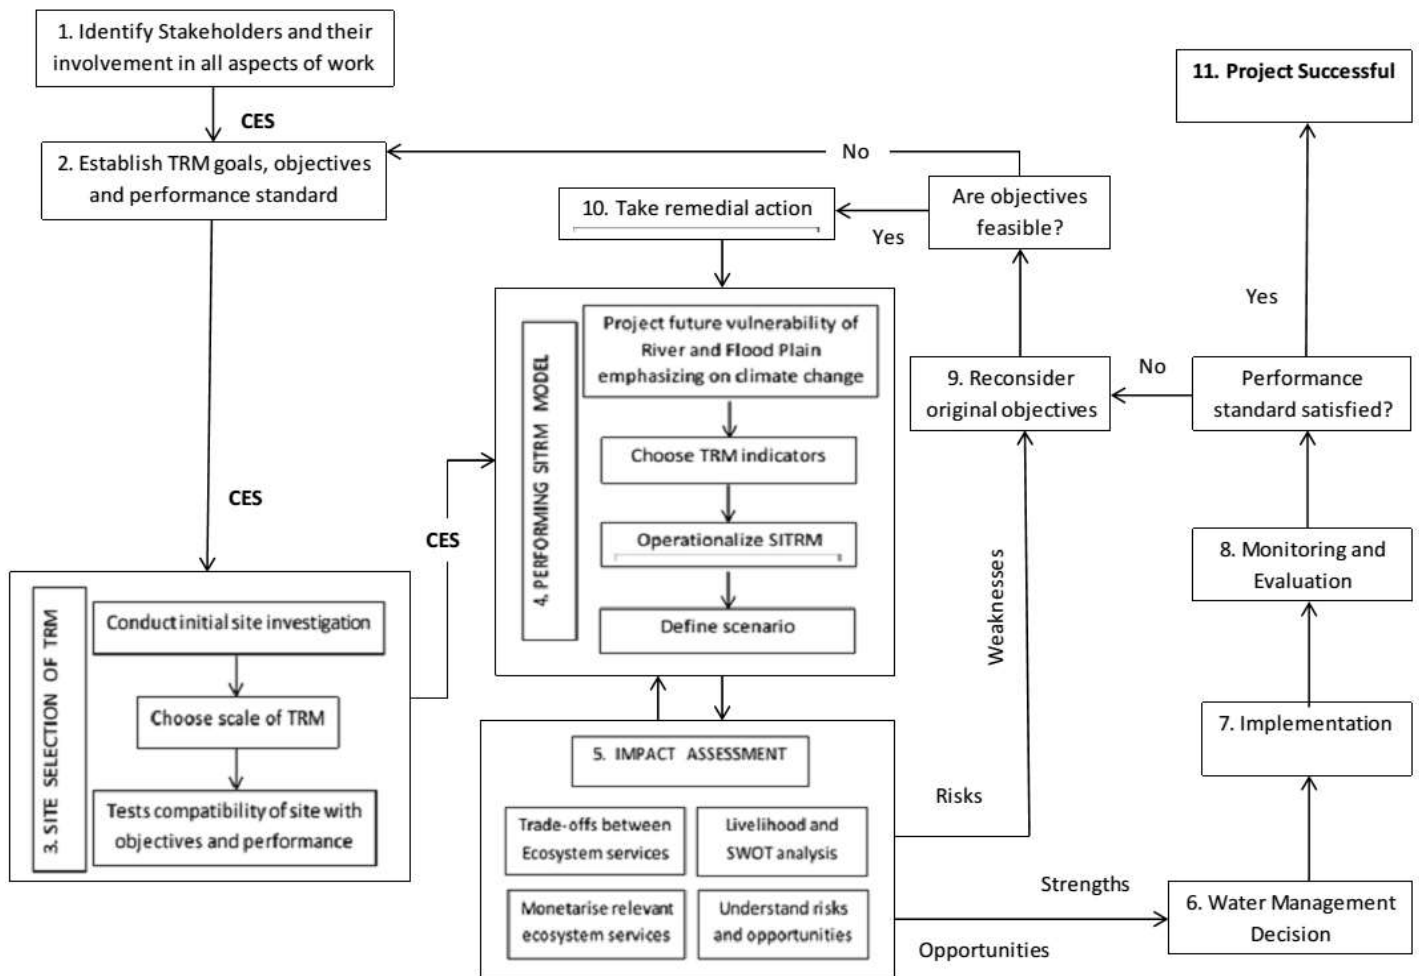 1. Identify Stakeholders and their
involvement in all aspects of work
CES
2. Establish TRM goals, objectives
and performance standard
CES
3. SITE SELECTION OF TRM
Conduct initial site investigation
Choose scale of TRM
Tests compatibility of site with
objectives and performance
CES
10. Take remedial action
4. PERFORMING SITRM MODEL
Project future vulnerability of
River and Flood Plain
emphasizing on climate change
Choose TRM indicators
Operationalize SITRM
Define scenario
5. IMPACT ASSESSMENT
Trade-offs between
Ecosystem services
Livelihood and
SWOT analysis
Monetarise relevant
ecosystem services
Understand risks
and opportunities
No
Yes
Are objectives
feasible?
9. Reconsider
original objectives
Weaknesses
Risks
Strengths
Opportunities
6. Water Management
Decision
7. Implementation
8. Monitoring and
Evaluation
Performance
standard satisfied?
No
Yes
11. Project Successful